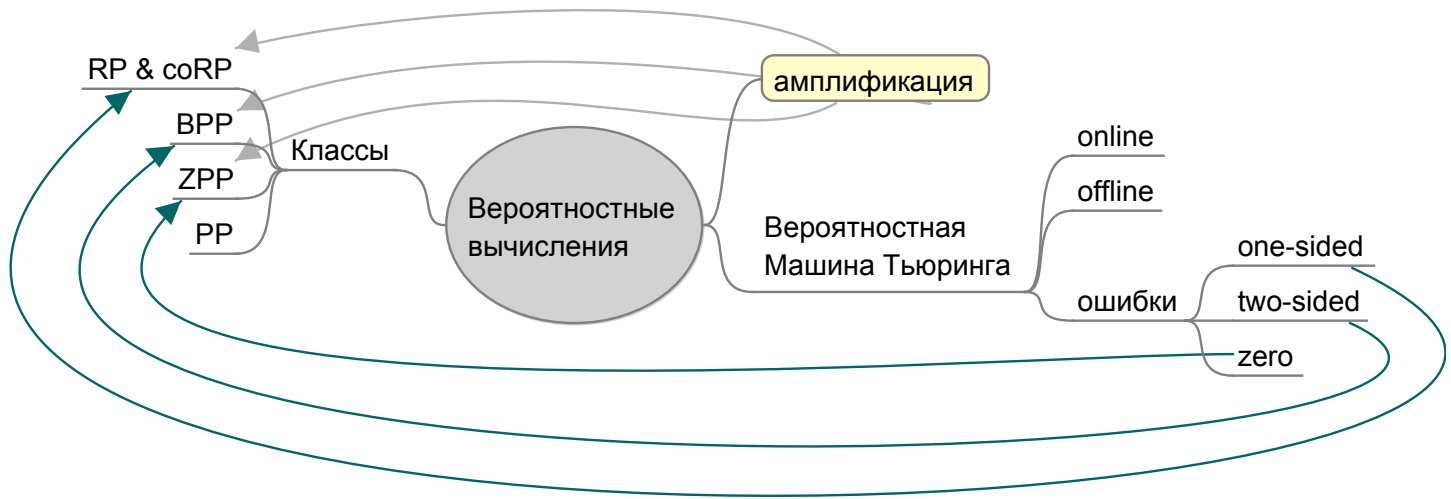 RP & coRP
BPP
ZPP
PP
Классы
Вероятностные
вычисления
амплификация
Вероятностная
Машина Тьюринга
online
offline
ошибки
one-sided
two-sided
zero